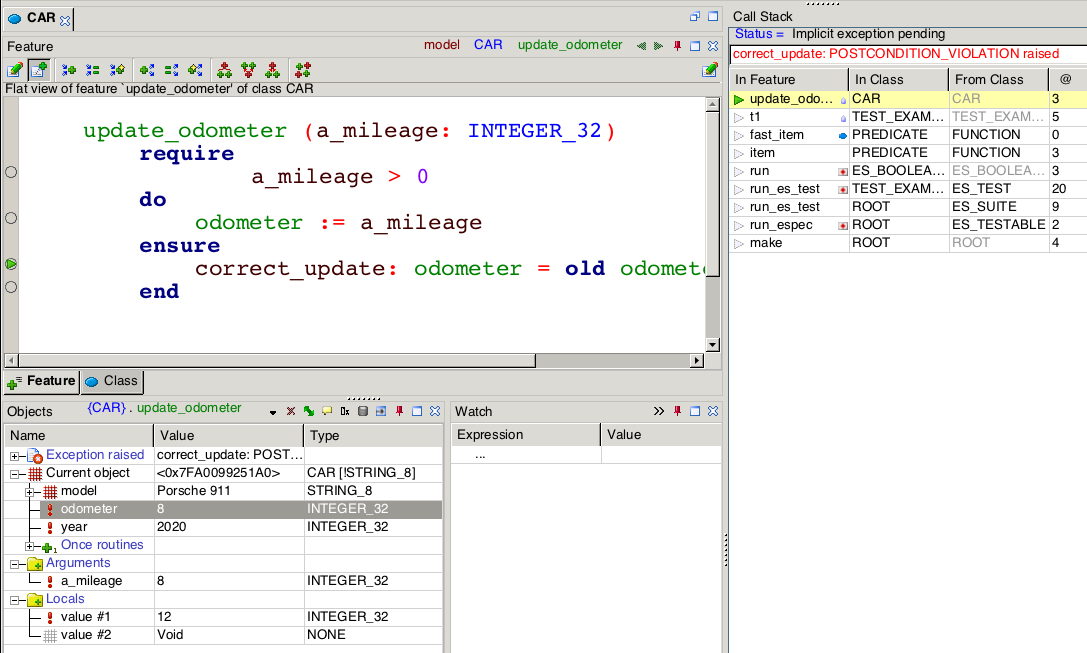 CAR
Feature
model CAR update_odometer
Flat view of feature `update_odometer' of class CAR
update_odometer (a_mileage: INTEGER_32)
require
a_mileage > 0
do
odometer := a_mileage
ensure
correct_update: odometer = old odomet
end
Feature Class
Call Stack
Status = Implicit exception pending
correct_update: POSTCONDITION_VIOLATION raised
In Feature In Class From Class @
update_odo... CAR CAR 3
t1 TEST_EXAM... TEST_EXAM... 5
fast_item PREDICATE FUNCTION 0
item PREDICATE FUNCTION 3
run ES_BOOLEA... ES_BOOLEA... 3
run_es_test TEST_EXAM... ES_TEST 20
run_es_test ROOT ES_SUITE 9
run_espec ROOT ES_TESTABLE 2
make ROOT ROOT 4
Objects {CAR} . update_odometer
Name Value Type
Exception raised correct_update: POST...
Current object <0x7FA0099251A0> CAR [!STRING_8]
model Porsche 911 STRING_8
odometer 8 INTEGER_32
year 2020 INTEGER_32
Once routines
Arguments
a_mileage 8 INTEGER_32
Locals
value #1 12 INTEGER_32
value #2 Void NONE
Watch
Expression Value
...